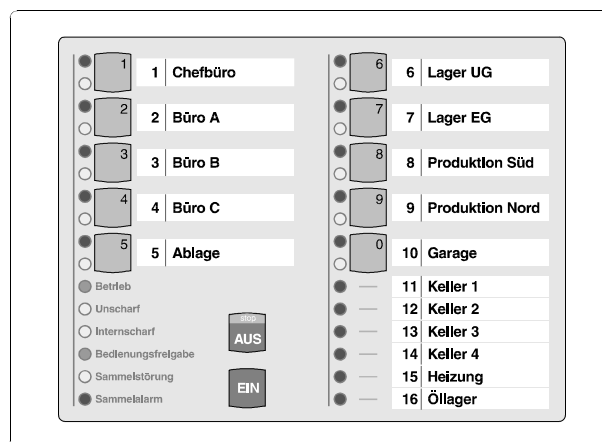 1
1 Chefbüro
2
2 Büro A
3
3 Büro B
4
4 Büro C
5
5 Ablage
Betrieb
Unscharf
Internscharf
Bedienungsfreigabe
Sammelstörung
Sammelalarm
stop
AUS
EIN
6
6 Lager UG
7
7 Lager EG
8
8 Produktion Süd
9
9 Produktion Nord
0
10 Garage
11 Keller 1
12 Keller 2
13 Keller 3
14 Keller 4
15 Heizung
16 Öllager